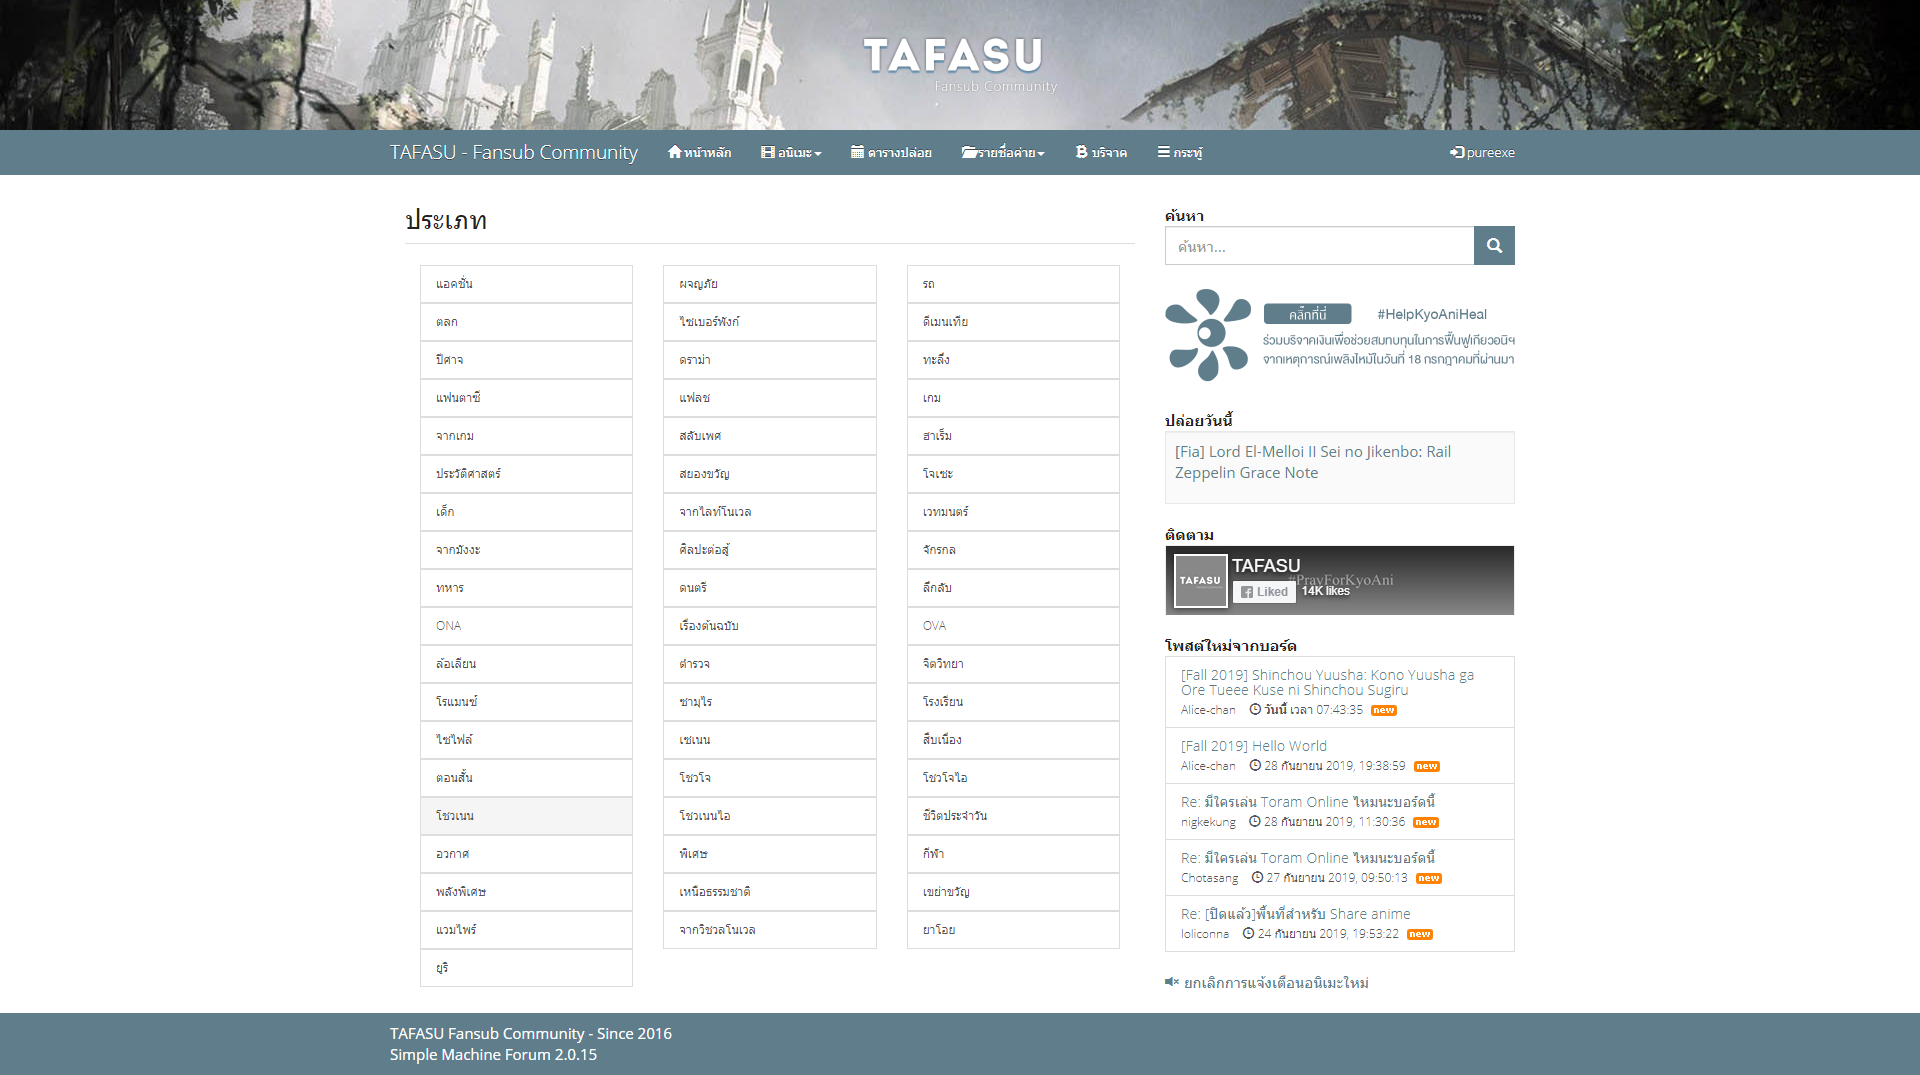 TAFASU
Fansub Community
TAFASU - Fansub Community
หน้าหลัก
อนิเมะ
ตารางปล่อย
รายชื่อค่าย
บริจาค
กระทู้
pureexe
ประเภท
แอคชั่น
ผจญภัย
รถ
ตลก
ไซเบอร์พังก์
ดีเมนเทีย
ปีศาจ
ดราม่า
ทะลึ่ง
แฟนตาซี
แฟลช
เกม
จากเกม
สลับเพศ
ฮาเร็ม
ประวัติศาสตร์
สยองขวัญ
โจเซะ
เด็ก
จากไลท์โนเวล
เวทมนตร์
จากมังงะ
ศิลปะต่อสู้
จักรกล
ทหาร
ดนตรี
ลึกลับ
ONA
เรื่องต้นฉบับ
OVA
ล้อเลียน
ตำรวจ
จิตวิทยา
โรแมนซ์
ซามุไร
โรงเรียน
ไซไฟล์
เซเนน
สืบเนื่อง
ตอนสั้น
โชวโจ
โชวโจไอ
โชวเนน
โชวเนนไอ
ชีวิตประจำวัน
อวกาศ
พิเศษ
กีฬา
พลังพิเศษ
เหนือธรรมชาติ
เขย่าขวัญ
แวมไพร์
จากวิชวลโนเวล
ยาโอย
ยูริ
ค้นหา
ค้นหา...
คลิ๊กที่นี่
#HelpKyoAniHeal
ร่วมบริจาคเงินเพื่อช่วยสมทบทุนในการฟื้นฟูเกียวอนิฯ
จากเหตุการณ์เพลิงไหม้ในวันที่ 18 กรกฎาคมที่ผ่านมา
ปล่อยวันนี้
[Fia] Lord El-Melloi II Sei no Jikenbo: Rail
Zeppelin Grace Note
ติดตาม
TAFASU
TAFASU
#PrayForKyoAni
Liked
14K likes
โพสต์ใหม่จากบอร์ด
[Fall 2019] Shinchou Yuusha: Kono Yuusha ga
Ore Tueee Kuse ni Shinchou Sugiru
Alice-chan วันนี้ เวลา 07:43:35 new
[Fall 2019] Hello World
Alice-chan 28 กันยายน 2019, 19:38:59 new
Re: มีใครเล่น Toram Online ไหมนะบอร์ดนี้
nigkekung 28 กันยายน 2019, 11:30:36 new
Re: มีใครเล่น Toram Online ไหมนะบอร์ดนี้
Chotasang 27 กันยายน 2019, 09:50:13 new
Re: [ปิดแล้ว]พื้นที่สำหรับ Share anime
loliconna 24 กันยายน 2019, 19:53:22 new
ยกเลิกการแจ้งเตือนอนิเมะใหม่
TAFASU Fansub Community - Since 2016
Simple Machine Forum 2.0.15